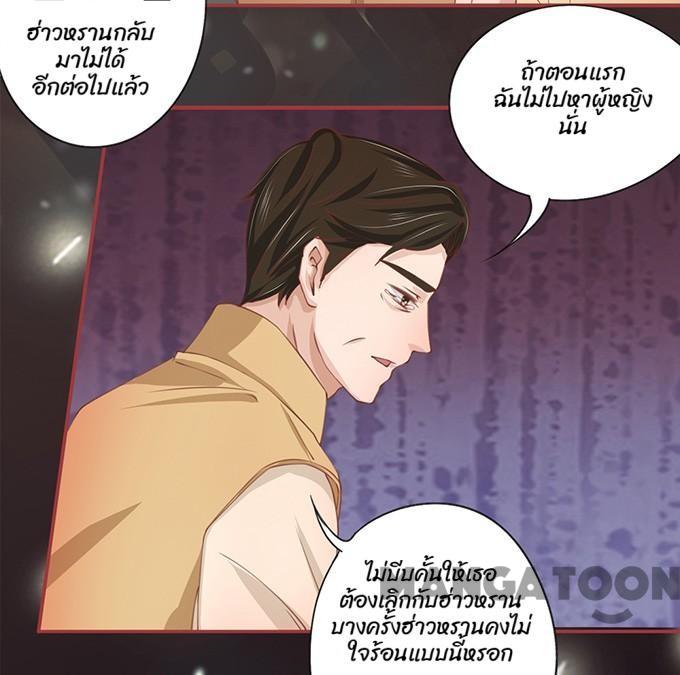 ฮ่าวหรานกลับ
มาไม่ได้
อีกต่อไปแล้ว
ถ้าตอนแรก
ฉันไม่ไปหาผู้หญิง
นั่น
ไม่บีบคั้นให้เธอ
ต้องเลิกกับฮ่าวหราน
บางครั้งฮ่าวหรานคงไม่
ใจร้อนแบบนี้หรอก
MANGATOON